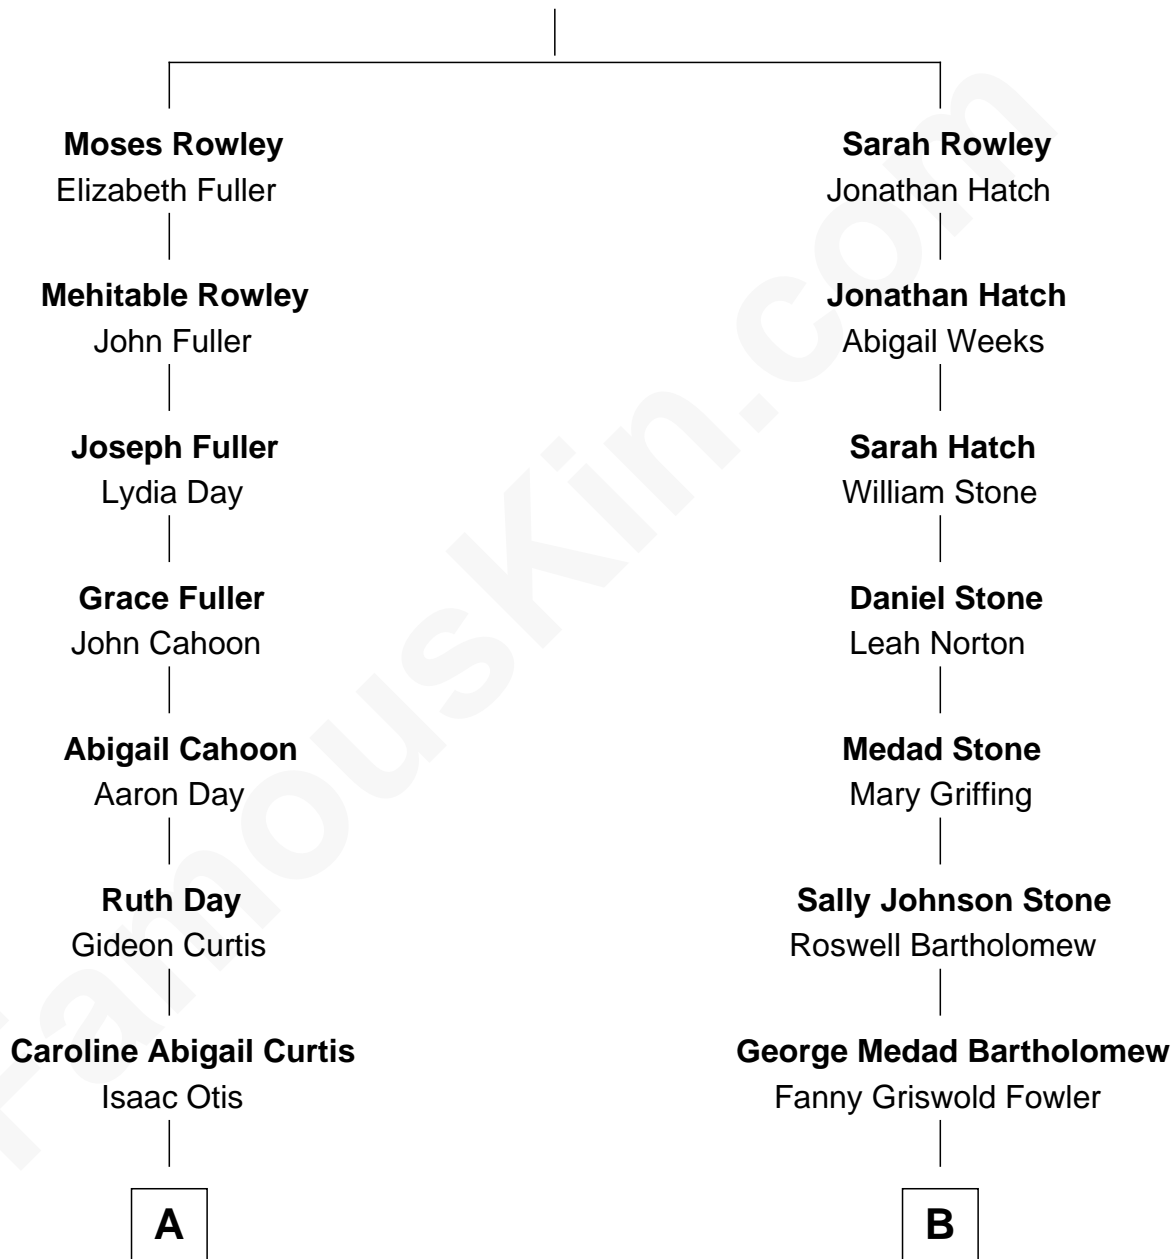 Moses Rowley
Elizabeth Fuller
Mehitable Rowley
John Fuller
Joseph Fuller
Lydia Day
Grace Fuller
John Cahoon
Abigail Cahoon
Aaron Day
Ruth Day
Gideon Curtis
Caroline Abigail Curtis
Isaac Otis
A
Sarah Rowley
Jonathan Hatch
Jonathan Hatch
Abigail Weeks
Sarah Hatch
William Stone
Daniel Stone
Leah Norton
Medad Stone
Mary Griffing
Sally Johnson Stone
Roswell Bartholomew
George Medad Bartholomew
Fanny Griswold Fowler
B
FamousKin.com